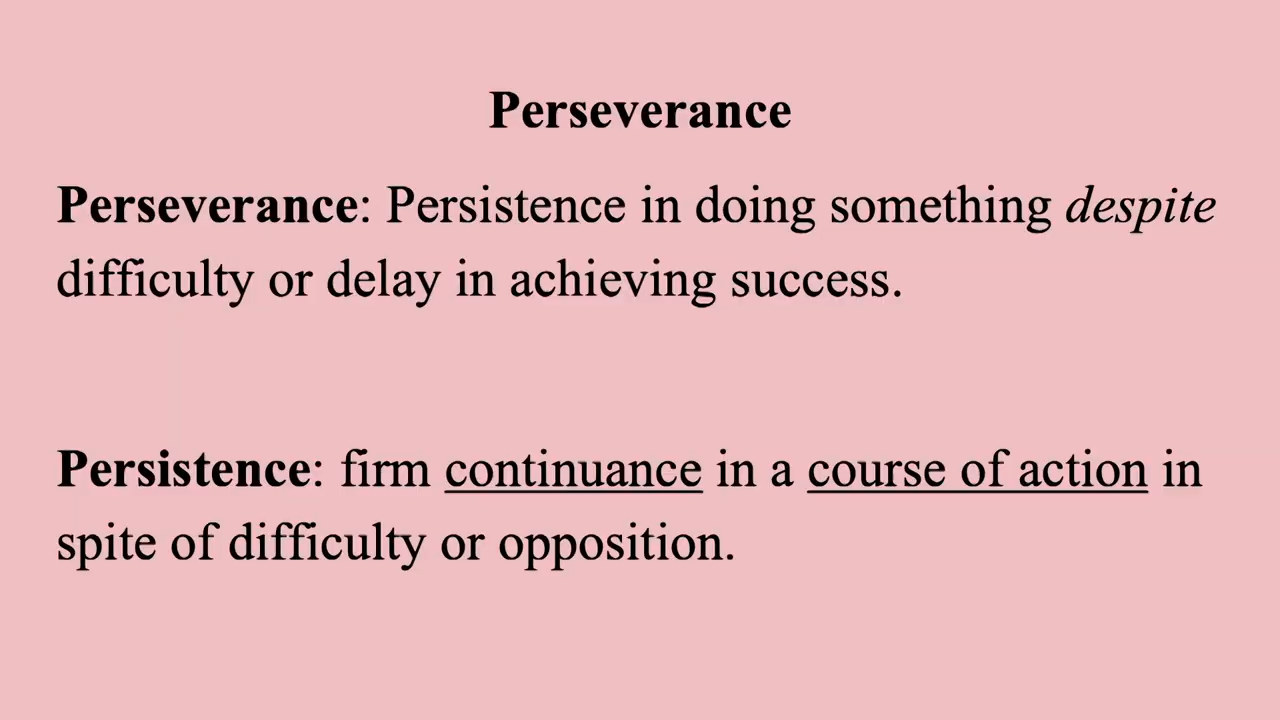 Perseverance
Perseverance: Persistence in doing something despite
difficulty or delay in achieving success.
Persistence: firm continuance in a course of action in
spite of difficulty or opposition.